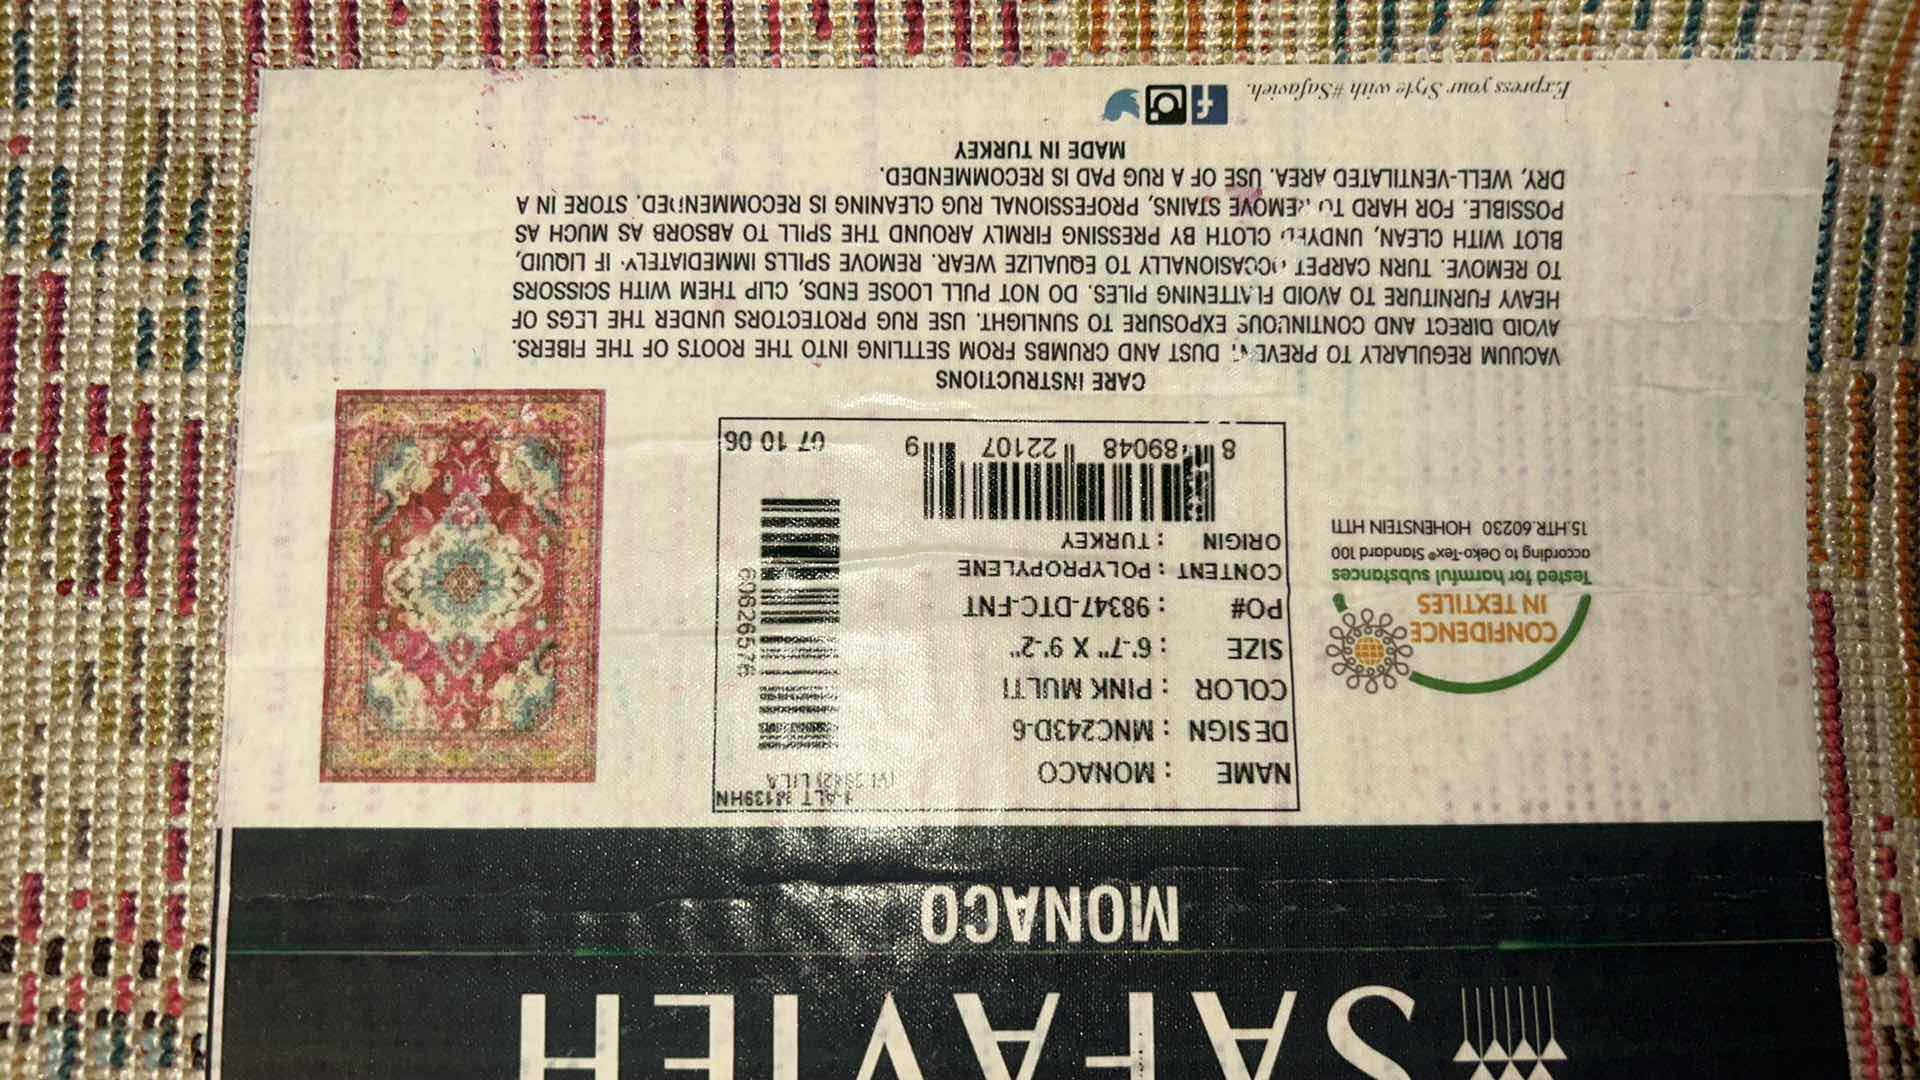 SAFAVIEH
MONACO
NAME : MONACO
DESIGN : MNC243D-6
COLOR : PINK MULTI
SIZE : 6'-7" X 9'-2"
PO# : 98347-DTC-FNT
CONTENT : POLYPROPYLENE
ORIGIN : TURKEY
8 89048 22107 9
LILA
60626576
07 10 06
CONFIDENCE
IN TEXTILES
Tested for harmful substances
according to Oeko-Tex® Standard 100
15.HTR.60230 HOHENSTEIN HTTI
CARE INSTRUCTIONS
VACUUM REGULARLY TO PREVENT DUST AND CRUMBS FROM SETTLING INTO THE ROOTS OF THE FIBERS.
AVOID DIRECT AND CONTINUOUS EXPOSURE TO SUNLIGHT. USE RUG PROTECTORS UNDER THE LEGS OF
HEAVY FURNITURE TO AVOID FLATTENING PILES. DO NOT PULL LOOSE ENDS, CLIP THEM WITH SCISSORS
TO REMOVE. TURN CARPET OCCASIONALLY TO EQUALIZE WEAR. REMOVE SPILLS IMMEDIATELY. IF LIQUID,
BLOT WITH CLEAN, UNDYED CLOTH BY PRESSING FIRMLY AROUND THE SPILL TO ABSORB AS MUCH AS
POSSIBLE. FOR HARD TO REMOVE STAINS, PROFESSIONAL RUG CLEANING IS RECOMMENDED. STORE IN A
DRY, WELL-VENTILATED AREA. USE OF A RUG PAD IS RECOMMENDED.
MADE IN TURKEY
Express your Style with #Safavieh.